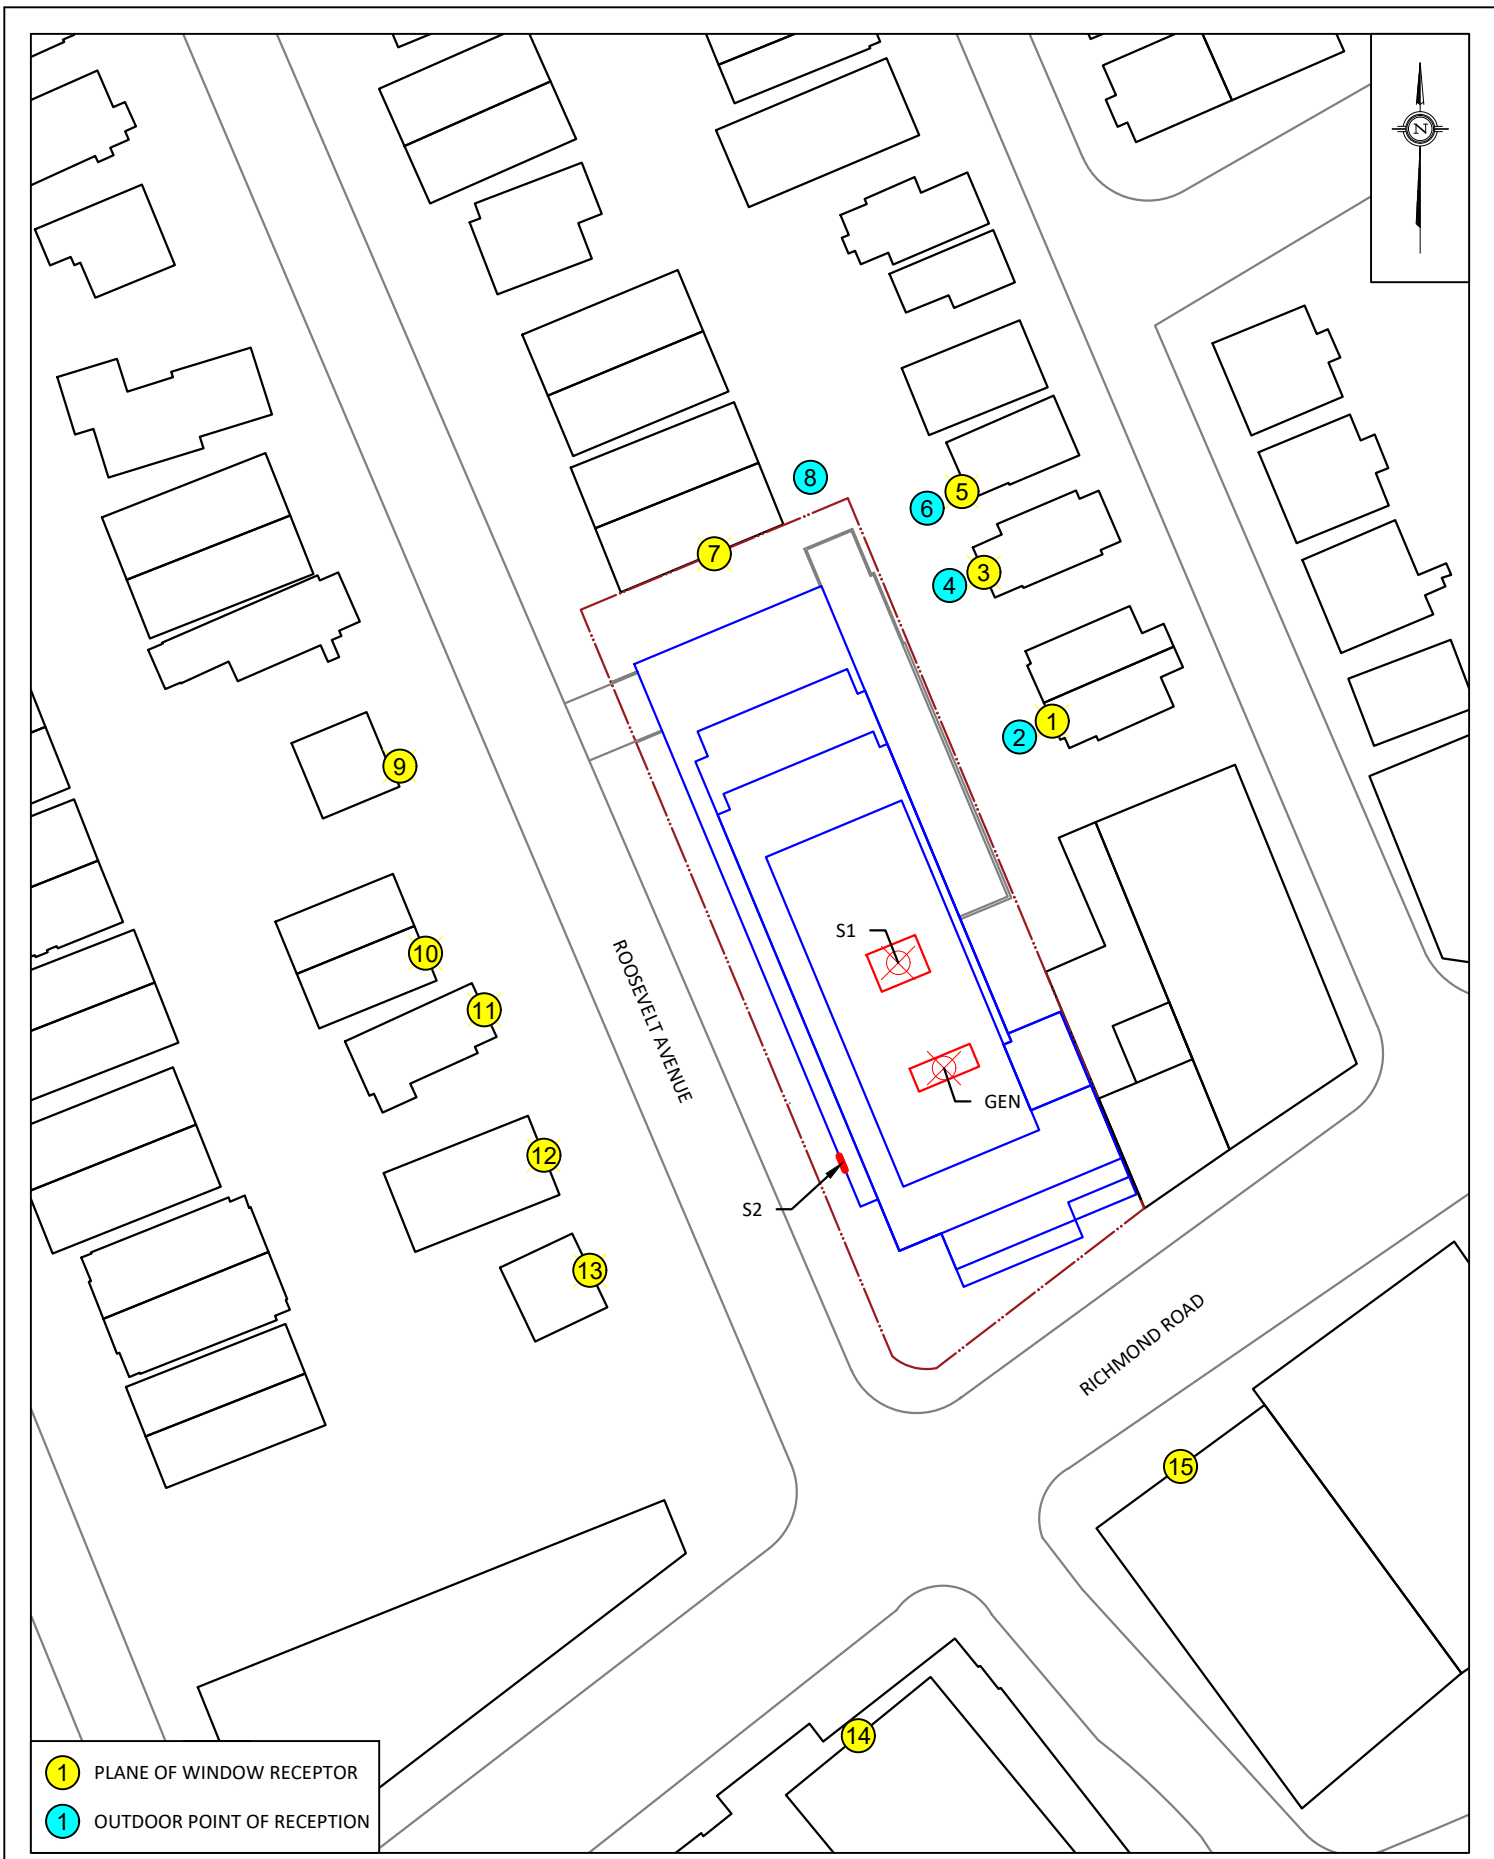 N
8
5
6
7
3
4
1
2
9
S1
10
11
ROOSEVELT AVENUE
GEN
12
S2
13
RICHMOND ROAD
15
14
1 PLANE OF WINDOW RECEPTOR
1 OUTDOOR POINT OF RECEPTION